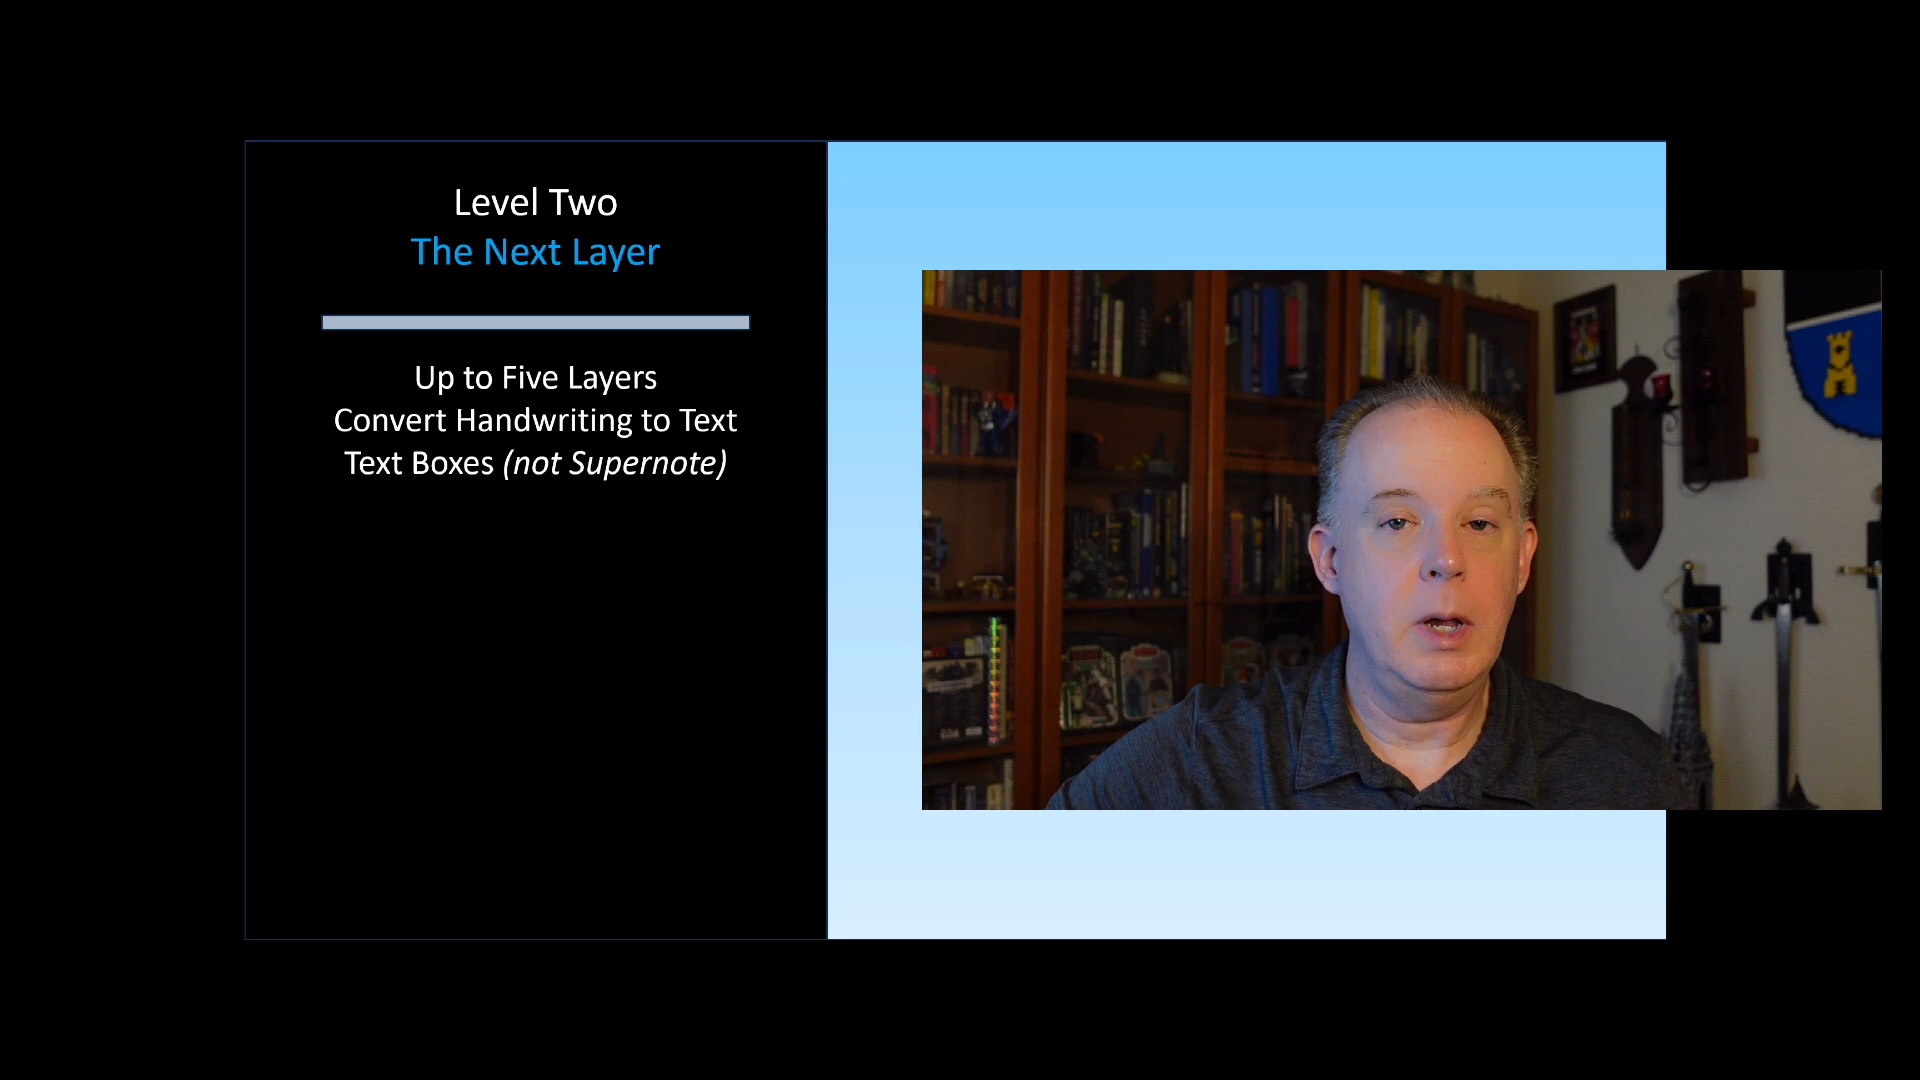 Level Two
The Next Layer
Up to Five Layers
Convert Handwriting to Text
Text Boxes (not Supernote)